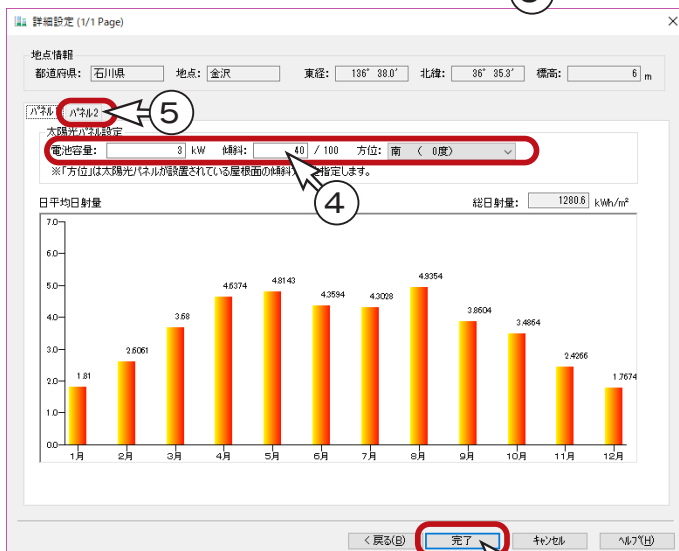 詳細設定 (1/1 Page)
地点情報
都道府県: 石川県 地点: 金沢 東経: 136° 38.0′ 北緯: 36° 35.3′ 標高: 6 m
パネル パネル2 ⑤
太陽光パネル設定
電池容量: 3 kW 傾斜: 40 / 100 方位: 南 ( 0度)
※「方位」は太陽光パネルが設置されている屋根面の傾斜 指定します。
④
日平均日射量 総日射量: 1280.6 kWh/m²
7.0
6.0
5.0
4.0
3.0
2.0
1.0
0.0
1.81 2.6061 3.68 4.6374 4.8143 4.3594 4.3028 4.9354 3.8604 3.4864 2.4266 1.7674
1月 2月 3月 4月 5月 6月 7月 8月 9月 10月 11月 12月
< 戻る(B) 完了 キャンセル ヘルプ(H)